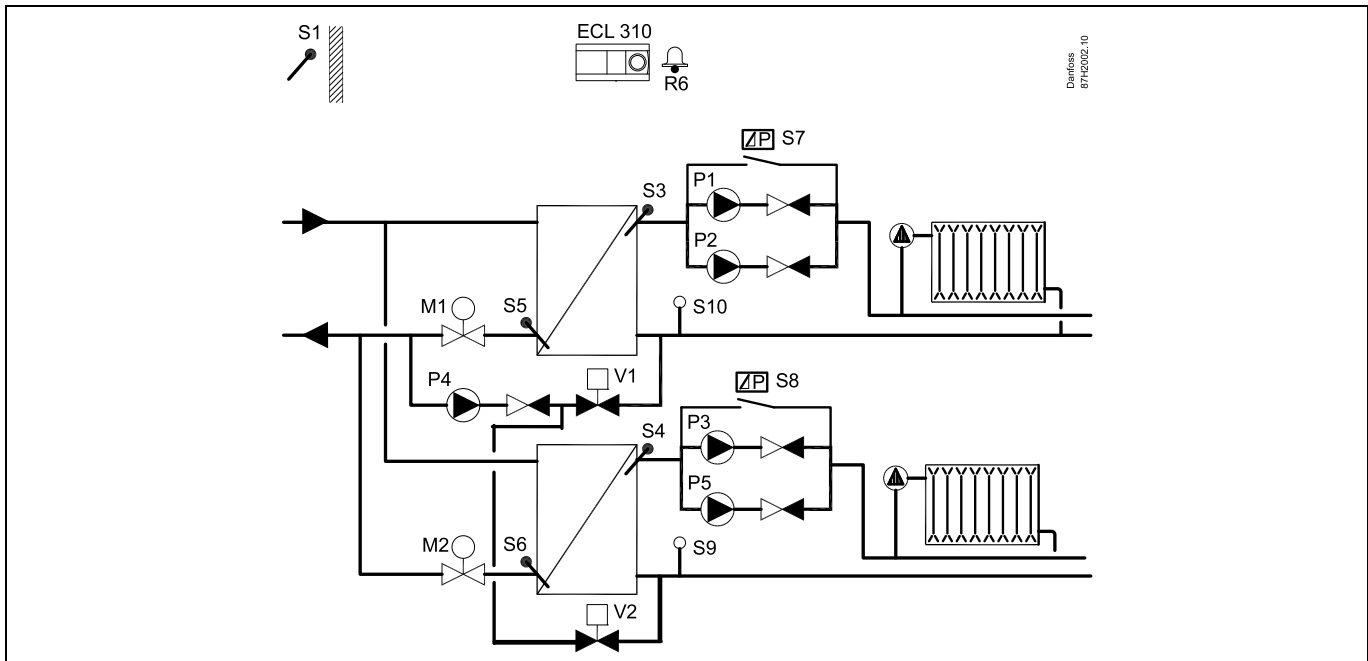 S1
ECL 310
R6
Danfoss
87H2002.10
P S7
P1
S3
P2
M1
S5
S10
P4
V1
P S8
S4
P3
P5
M2
S6
S9
V2